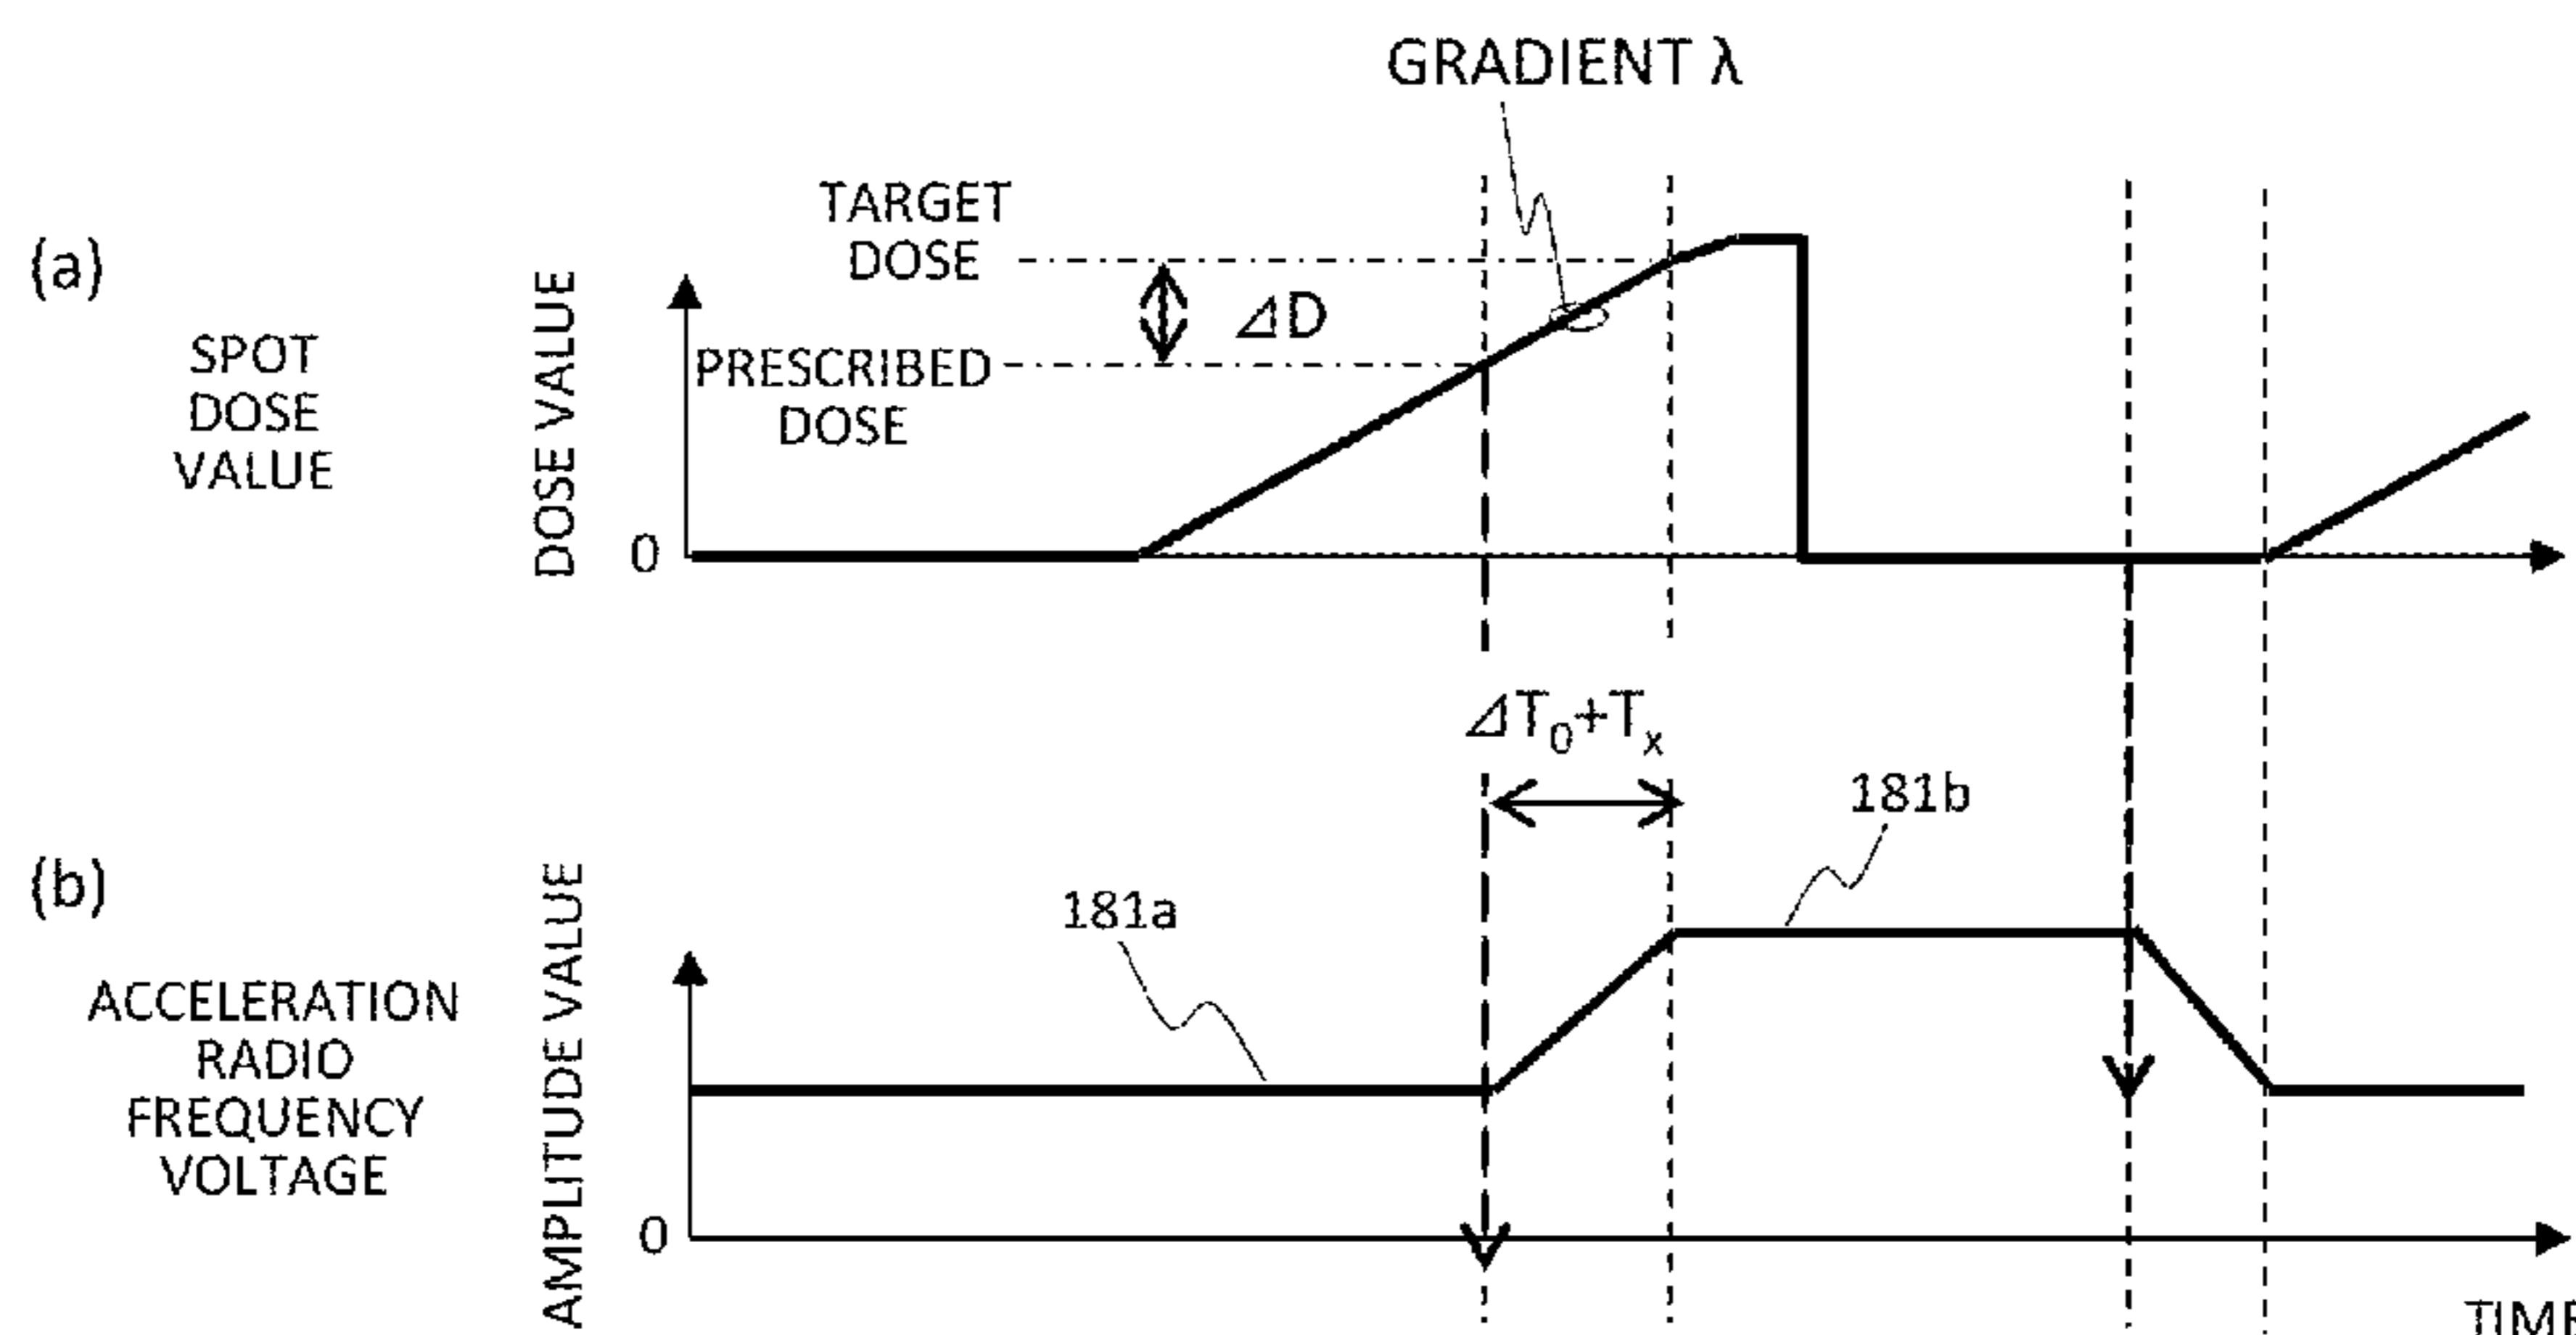 GRADIENT λ
(a)
SPOT
DOSE
VALUE
DOSE VALUE
TARGET
DOSE
ΔD
PRESCRIBED
DOSE
0
ΔT₀+Tₓ
(b)
ACCELERATION
RADIO
FREQUENCY
VOLTAGE
AMPLITUDE VALUE
181a
181b
0
TIME